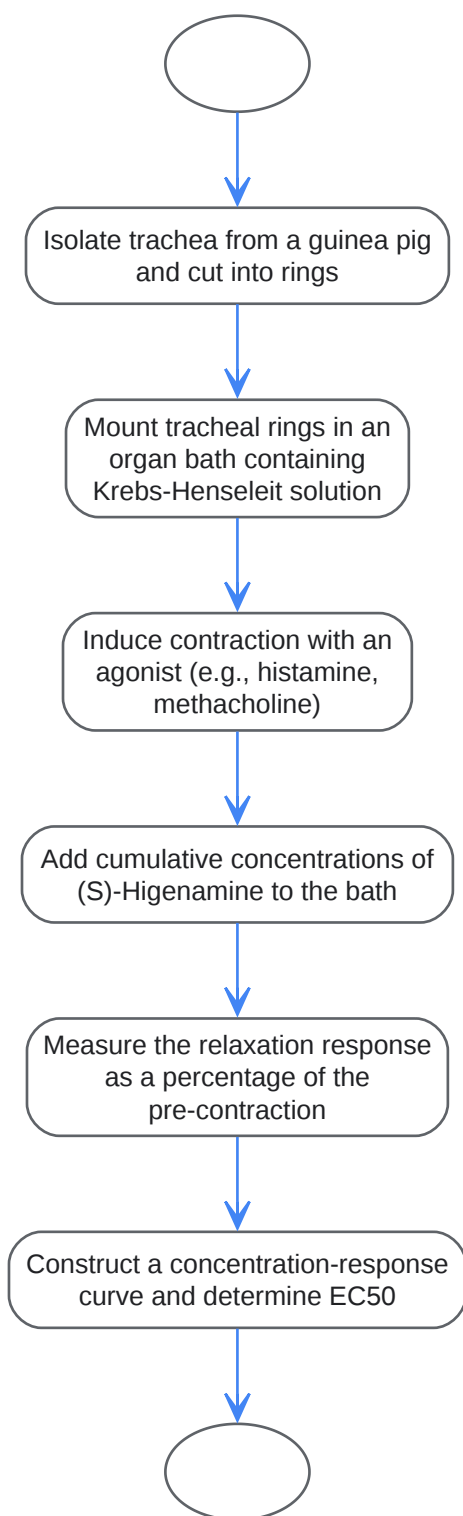 Isolate trachea from a guinea pig
and cut into rings
Mount tracheal rings in an
organ bath containing
Krebs-Henseleit solution
Induce contraction with an
agonist (e.g., histamine,
methacholine)
Add cumulative concentrations of
(S)-Higenamine to the bath
Measure the relaxation response
as a percentage of the
pre-contraction
Construct a concentration-response
curve and determine EC50